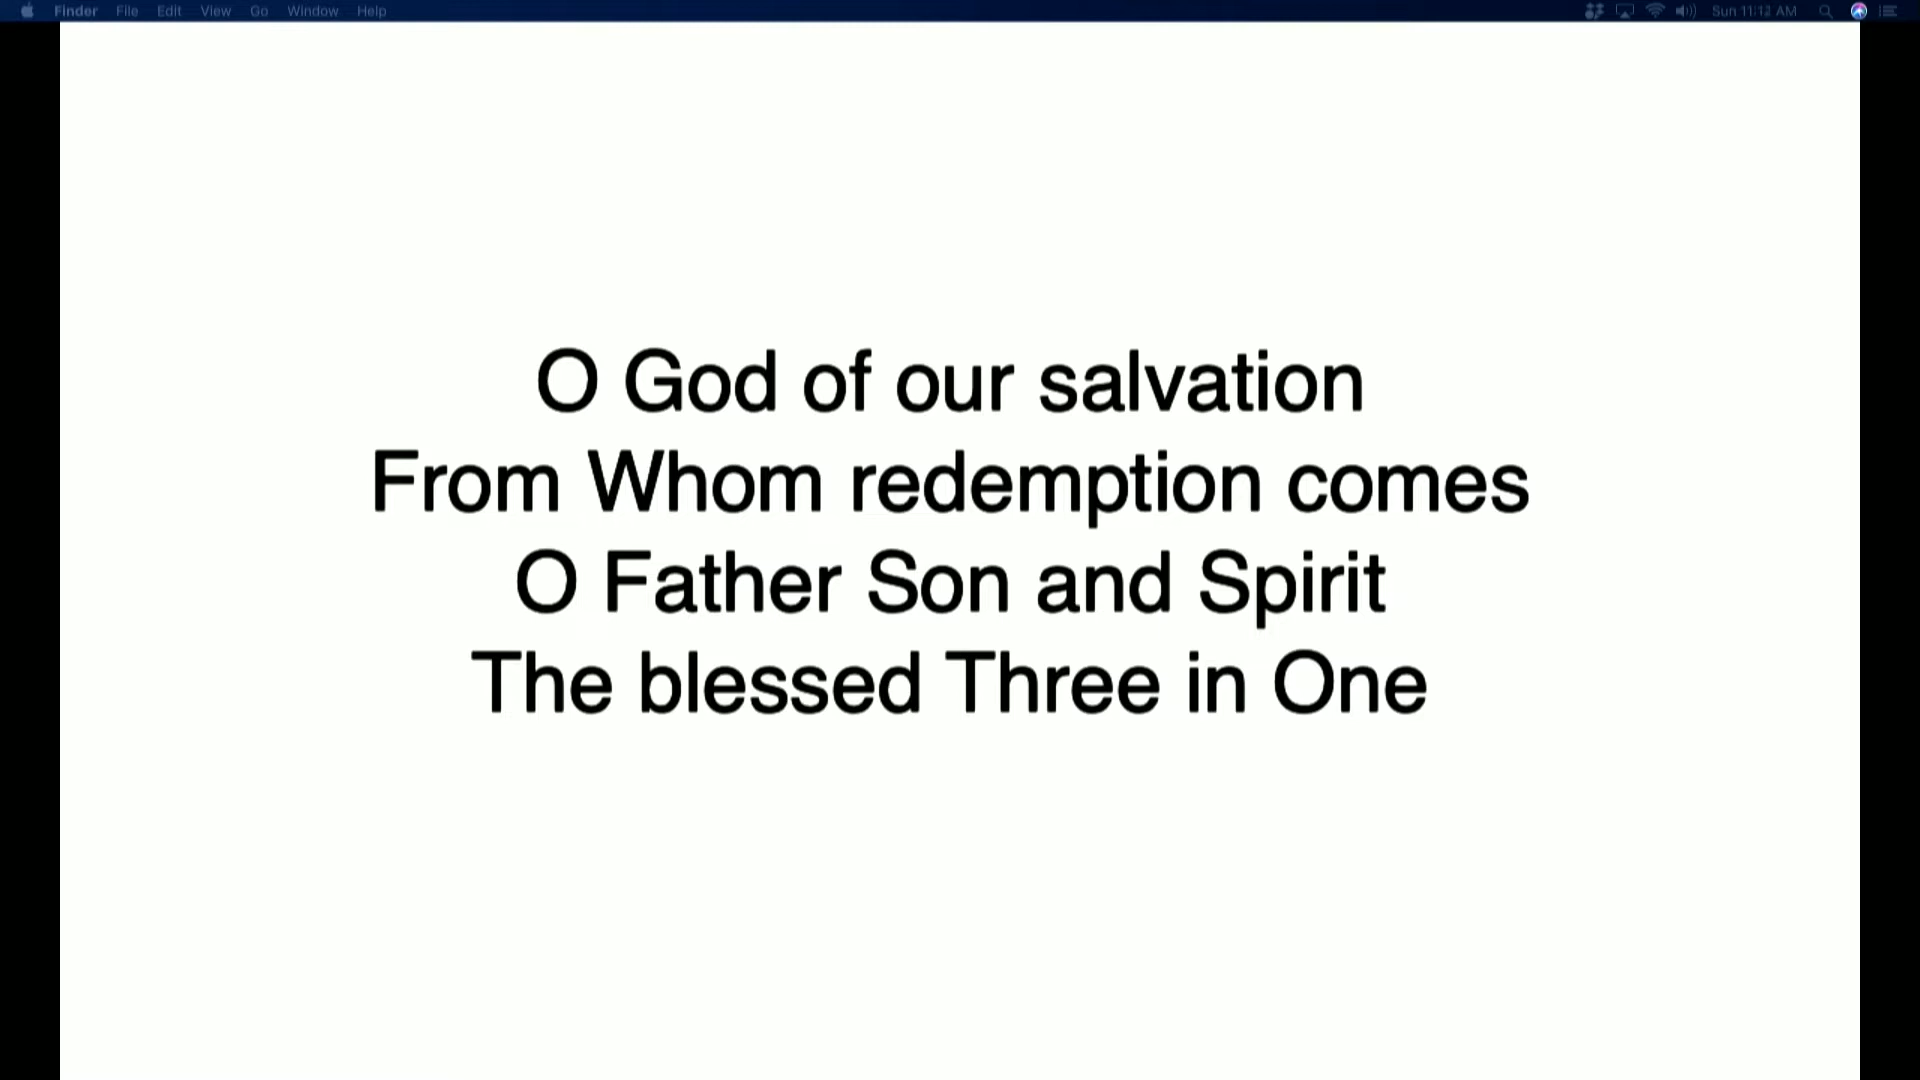 Finder File Edit View Go Window Help Sun 11:12 AM
O God of our salvation
From Whom redemption comes
O Father Son and Spirit
The blessed Three in One